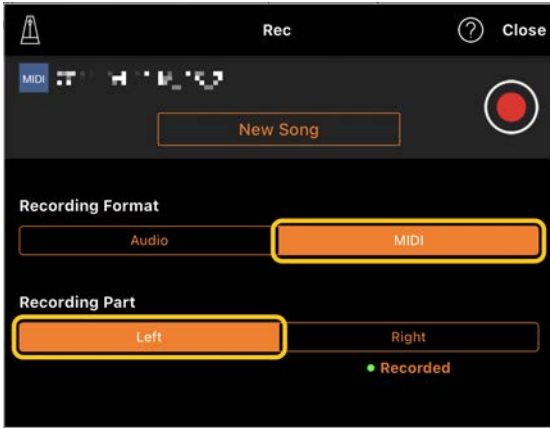 Rec
? Close
MIDI
New Song
Recording Format
Audio MIDI
Recording Part
Left Right
Recorded